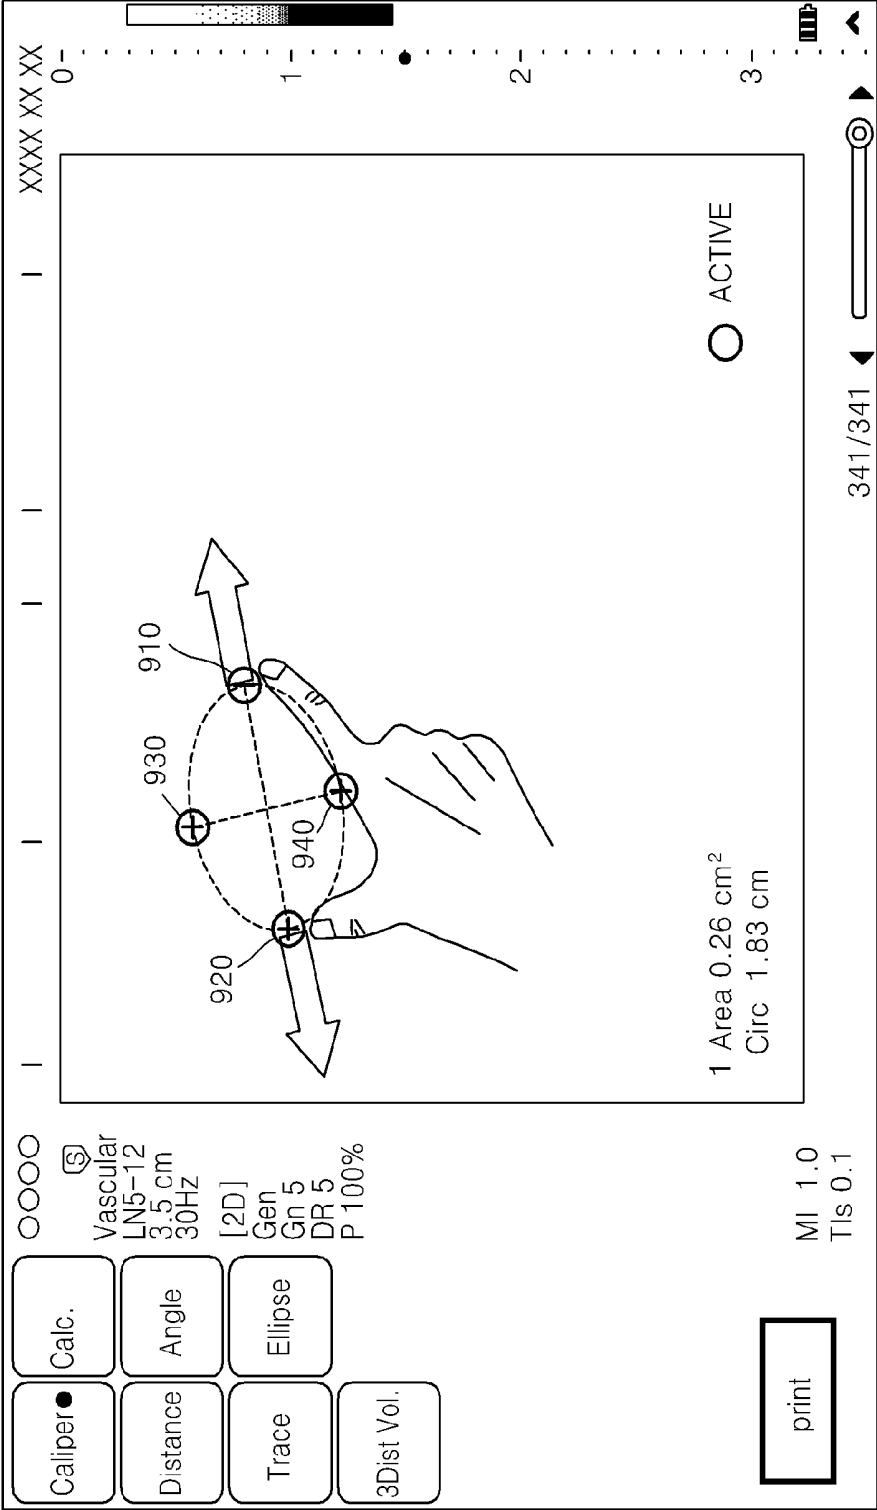 Caliper Calc.
Distance Angle
Trace Ellipse
3Dist Vol.
print
OOOO
S
Vascular
LN5-12
3.5 cm
30Hz
[2D]
Gen
Gn 5
DR 5
P 100%
MI 1.0
TIs 0.1
XXXX XX XX
0
1
2
3
910
930
920
940
ACTIVE
1 Area 0.26 cm²
Circ 1.83 cm
341/341